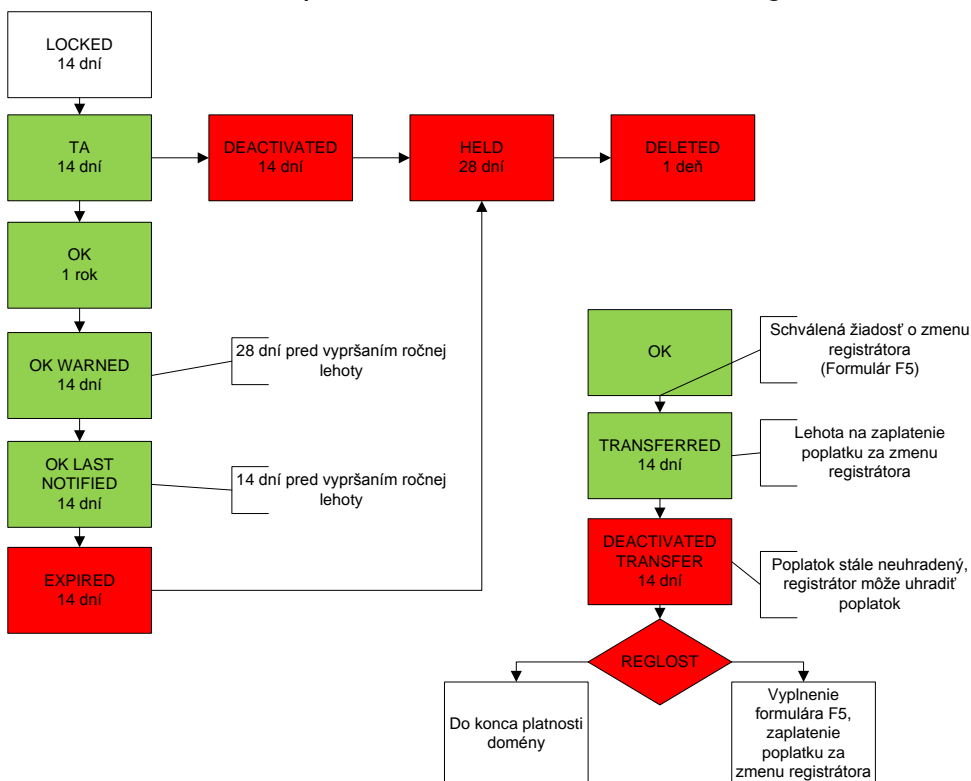 LOCKED
14 dní
TA
14 dní
DEACTIVATED
14 dní
HELD
28 dní
DELETED
1 deň
OK
1 rok
OK WARNED
14 dní
28 dní pred vypršaním ročnej
lehoty
OK LAST
NOTIFIED
14 dní
14 dní pred vypršaním ročnej
lehoty
EXPIRED
14 dní
OK
Schválená žiadosť o zmenu
registrátora
(Formulár F5)
TRANSFERRED
14 dní
Lehota na zaplatenie
poplatku za zmenu
registrátora
DEACTIVATED
TRANSFER
14 dní
Poplatok stále neuhradený,
registrátor môže uhradiť
poplatok
REGLOST
Do konca platnosti
domény
Vyplnenie
formulára F5,
zaplatenie
poplatku za
zmenu registrátora